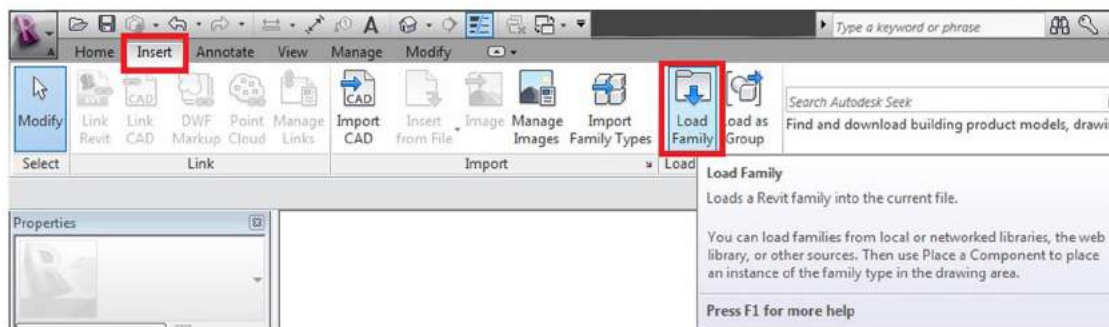 Type a keyword or phrase
Home Insert Annotate View Manage Modify
Modify
Link Revit
Link CAD
DWF Markup
Point Cloud
Manage Links
Import CAD
Insert from File
Image
Manage Images
Import Family Types
Load Family
Load as Group
Search Autodesk Seek
Find and download building product models, drawi
Select Link Import Load
Load Family
Loads a Revit family into the current file.
You can load families from local or networked libraries, the web
library, or other sources. Then use Place a Component to place
an instance of the family type in the drawing area.
Press F1 for more help
Properties